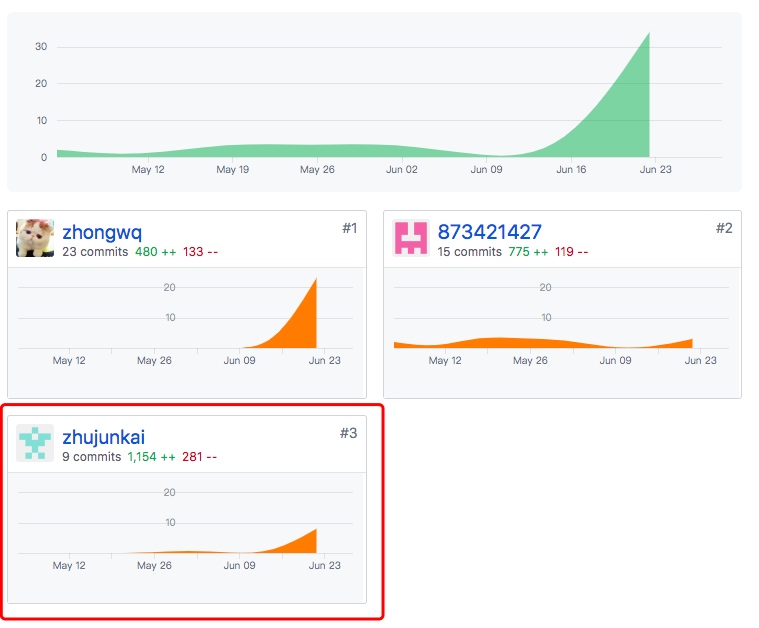 30
20
10
0
May 12 May 19 May 26 Jun 02 Jun 09 Jun 16 Jun 23
zhongwq #1
23 commits 480 ++ 133 --
20
10
May 12 May 26 Jun 09 Jun 23
873421427 #2
15 commits 775 ++ 119 --
20
10
May 12 May 26 Jun 09 Jun 23
zhujunkai #3
9 commits 1,154 ++ 281 --
20
10
May 12 May 26 Jun 09 Jun 23